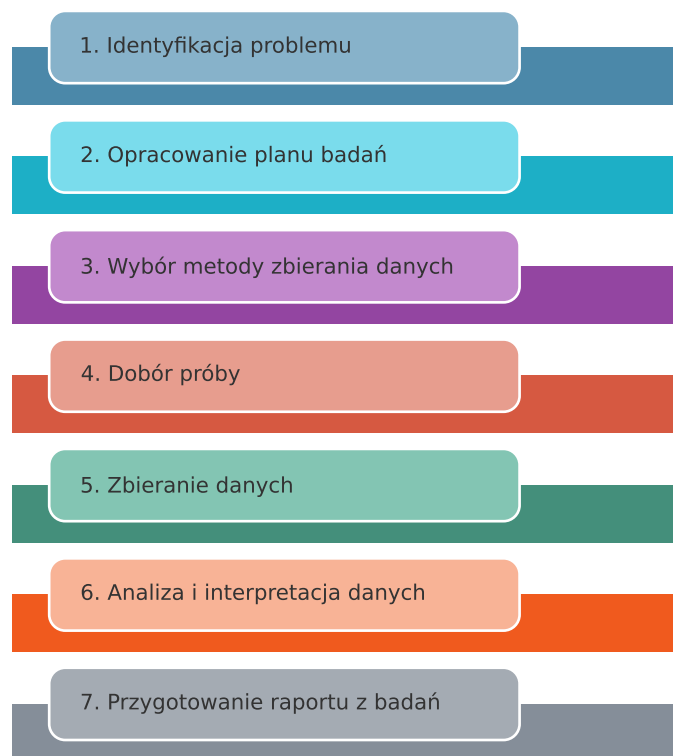 1. Identyfikacja problemu
2. Opracowanie planu badań
3. Wybór metody zbierania danych
4. Dobór próby
5. Zbieranie danych
6. Analiza i interpretacja danych
7. Przygotowanie raportu z badań